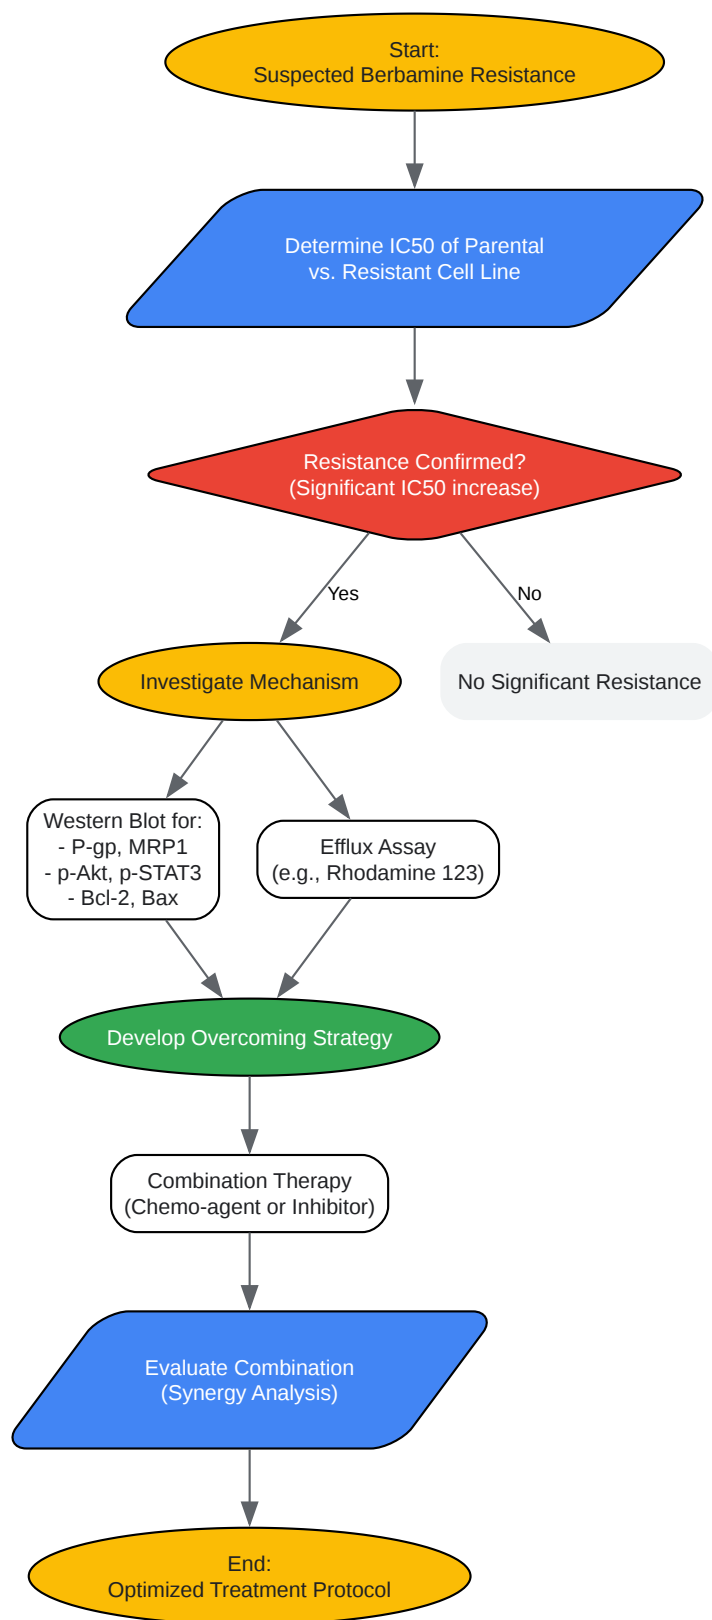 Start:
Suspected Berbamine Resistance
Determine IC50 of Parental
vs. Resistant Cell Line
Resistance Confirmed?
(Significant IC50 increase)
Yes
No
Investigate Mechanism
No Significant Resistance
Western Blot for:
- P-gp, MRP1
- p-Akt, p-STAT3
- Bcl-2, Bax
Efflux Assay
(e.g., Rhodamine 123)
Develop Overcoming Strategy
Combination Therapy
(Chemo-agent or Inhibitor)
Evaluate Combination
(Synergy Analysis)
End:
Optimized Treatment Protocol